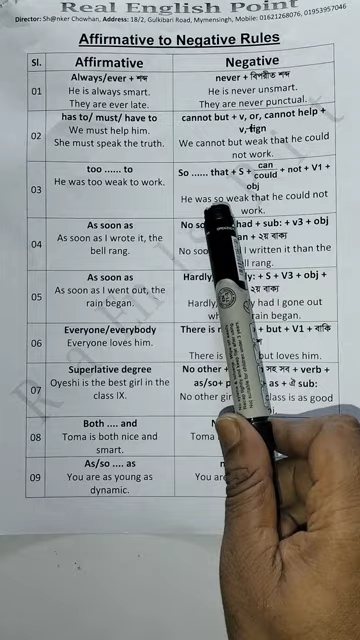 Real English Point
Director: Sh@nker Chowhan, Address: 18/2, Gulkibari Road, Mymensingh, Mobile: 01621268076, 01953957046
Affirmative to Negative Rules
Sl. Affirmative Negative
01 Always/ever + শব্দ never + বিপরীত শব্দ
He is always smart. He is never unsmart.
They are ever late. They are never punctual.
02 has to/ must/ have to cannot but + v, or, cannot help +
We must help him. v,
She must speak the truth. We cannot but weak that he could
not work.
03 too ...... to So ...... that + S + can/could + not + V1 +
He was too weak to work. obj
He was so weak that he could not
work.
04 As soon as No had + sub: + v3 + obj
As soon as I wrote it, the ২য় বাক্য
bell rang. No I written it than the
rang.
05 As soon as Hardly + S + V3 + obj +
As soon as I went out, the ২য় বাক্য
rain began. Hardly had I gone out
rain began.
06 Everyone/everybody There is + but + V1 + বাকি
Everyone loves him.
There is but loves him.
07 Superlative degree No other + সহ সব + verb +
Oyeshi is the best girl in the as/so+ as + ঐ sub:
class IX. No other class is as good
08 Both .... and
Toma is both nice and Toma
smart.
09 As/so .... as
You are as young as You are
dynamic.